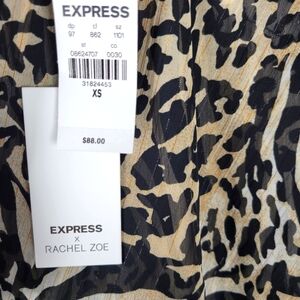 EXPRESS
dp cl sz
97 862 1101
st co
08624707 0030
31824453
XS
$88.00
EXPRESS
X
RACHEL ZOE